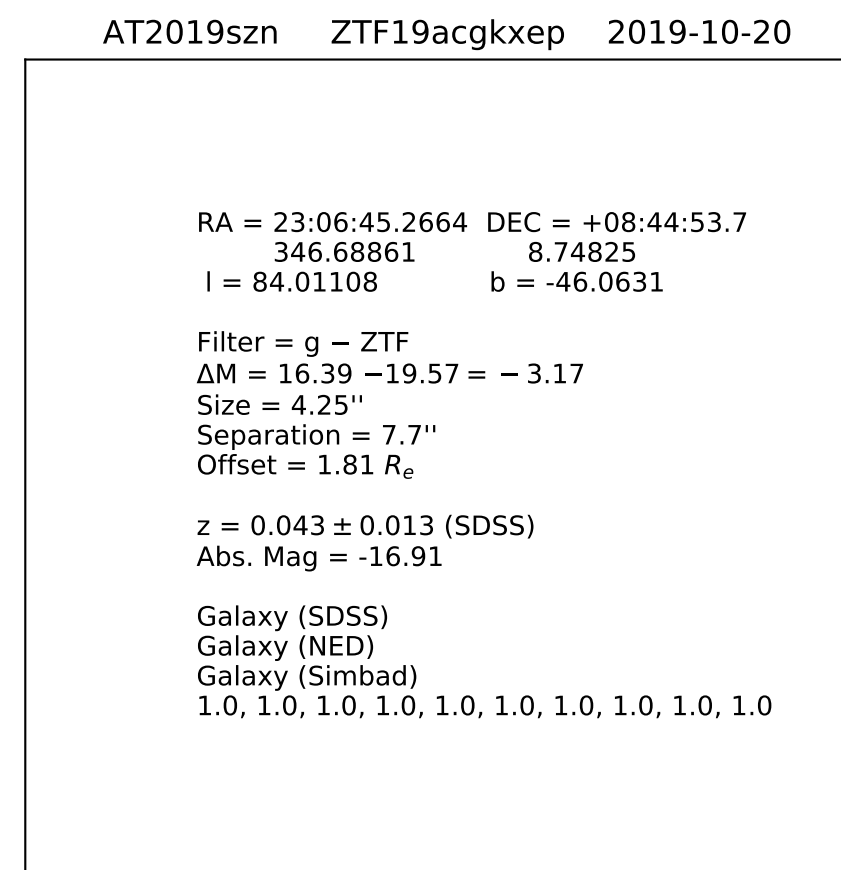 AT2019szn ZTF19acgkxep 2019-10-20
RA = 23:06:45.2664 DEC = +08:44:53.7
346.68861 8.74825
l = 84.01108 b = -46.0631
Filter = g − ZTF
ΔM = 16.39 −19.57 = − 3.17
Size = 4.25''
Separation = 7.7''
Offset = 1.81 Re
z = 0.043 ± 0.013 (SDSS)
Abs. Mag = -16.91
Galaxy (SDSS)
Galaxy (NED)
Galaxy (Simbad)
1.0, 1.0, 1.0, 1.0, 1.0, 1.0, 1.0, 1.0, 1.0, 1.0